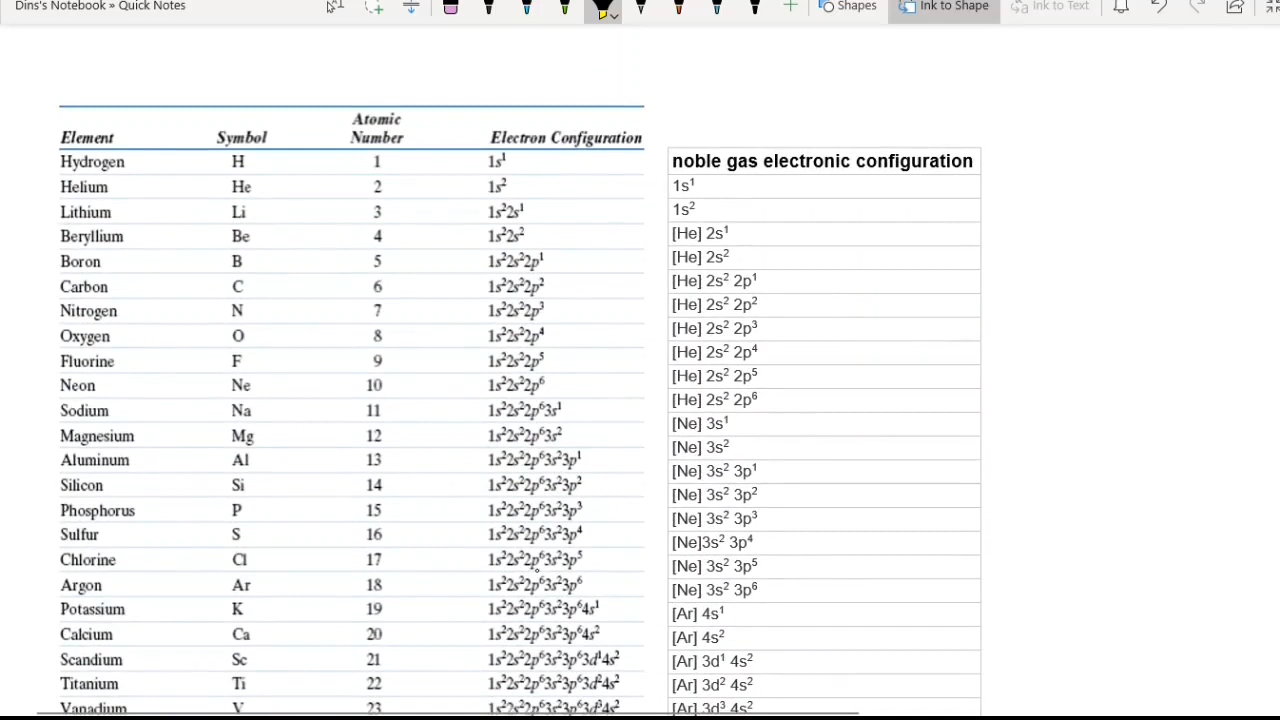 Dins's Notebook » Quick Notes
Shapes
Ink to Shape
Ink to Text
Element Symbol Atomic Number Electron Configuration
Hydrogen H 1 1s¹
Helium He 2 1s²
Lithium Li 3 1s²2s¹
Beryllium Be 4 1s²2s²
Boron B 5 1s²2s²2p¹
Carbon C 6 1s²2s²2p²
Nitrogen N 7 1s²2s²2p³
Oxygen O 8 1s²2s²2p⁴
Fluorine F 9 1s²2s²2p⁵
Neon Ne 10 1s²2s²2p⁶
Sodium Na 11 1s²2s²2p⁶3s¹
Magnesium Mg 12 1s²2s²2p⁶3s²
Aluminum Al 13 1s²2s²2p⁶3s²3p¹
Silicon Si 14 1s²2s²2p⁶3s²3p²
Phosphorus P 15 1s²2s²2p⁶3s²3p³
Sulfur S 16 1s²2s²2p⁶3s²3p⁴
Chlorine Cl 17 1s²2s²2p⁶3s²3p⁵
Argon Ar 18 1s²2s²2p⁶3s²3p⁶
Potassium K 19 1s²2s²2p⁶3s²3p⁶4s¹
Calcium Ca 20 1s²2s²2p⁶3s²3p⁶4s²
Scandium Sc 21 1s²2s²2p⁶3s²3p⁶3d¹4s²
Titanium Ti 22 1s²2s²2p⁶3s²3p⁶3d²4s²
Vanadium V 23 1s²2s²2p⁶3s²3p⁶3d³4s²
noble gas electronic configuration
1s¹
1s²
[He] 2s¹
[He] 2s²
[He] 2s² 2p¹
[He] 2s² 2p²
[He] 2s² 2p³
[He] 2s² 2p⁴
[He] 2s² 2p⁵
[He] 2s² 2p⁶
[Ne] 3s¹
[Ne] 3s²
[Ne] 3s² 3p¹
[Ne] 3s² 3p²
[Ne] 3s² 3p³
[Ne]3s² 3p⁴
[Ne] 3s² 3p⁵
[Ne] 3s² 3p⁶
[Ar] 4s¹
[Ar] 4s²
[Ar] 3d¹ 4s²
[Ar] 3d² 4s²
[Ar] 3d³ 4s²